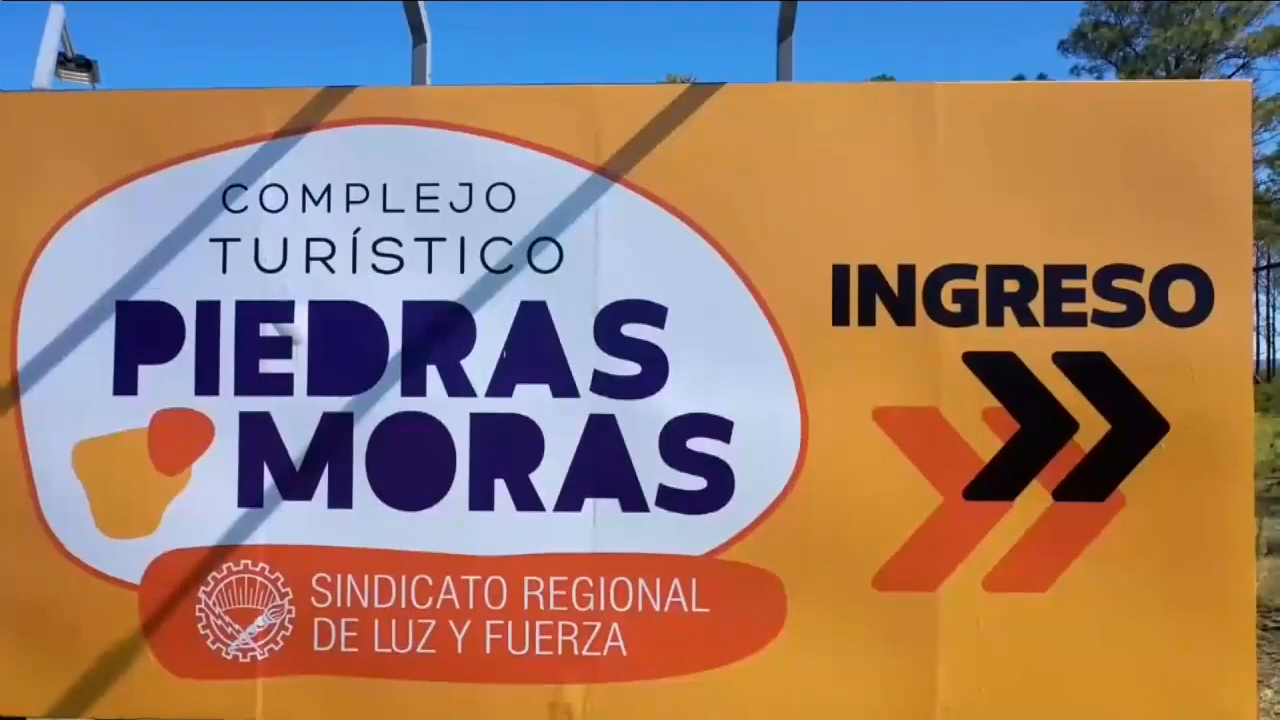 COMPLEJO
TURÍSTICO
PIEDRAS
MORAS
SINDICATO REGIONAL
DE LUZ Y FUERZA
INGRESO